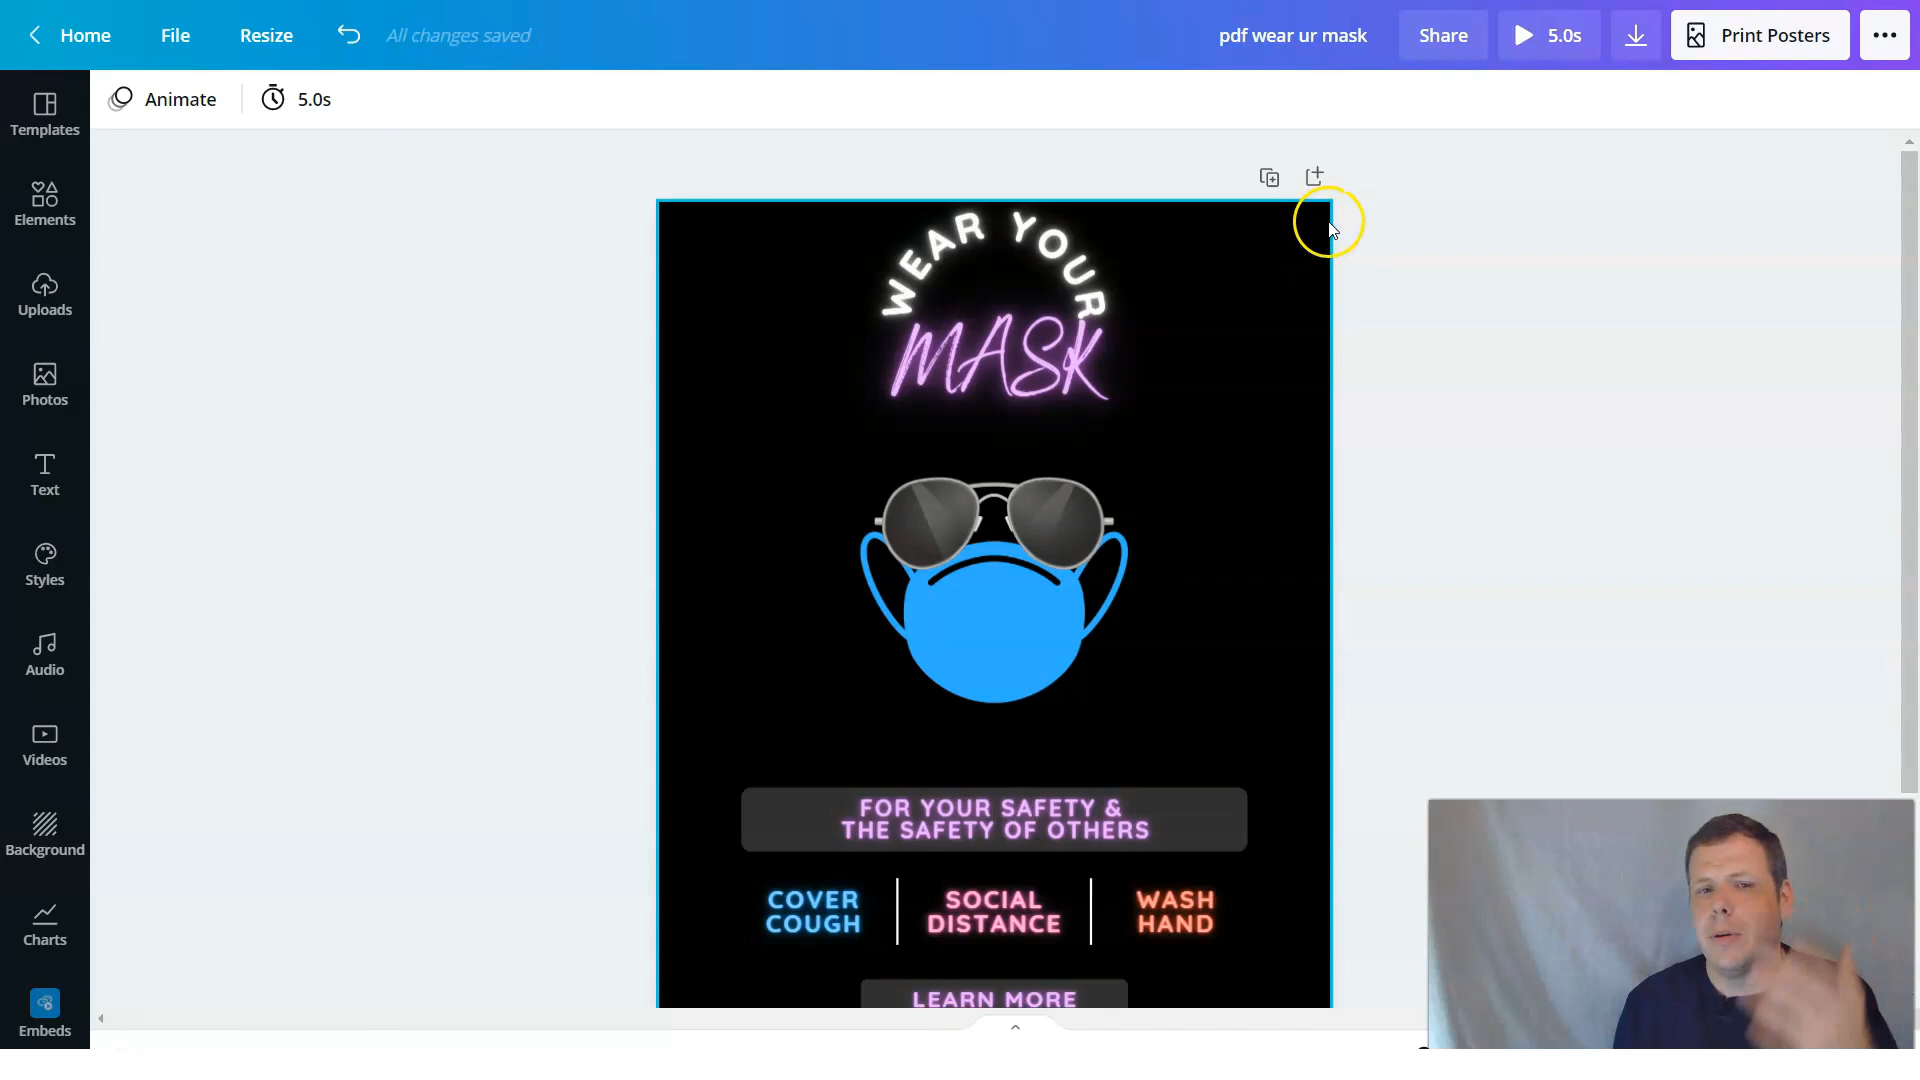 Home
File
Resize
All changes saved
pdf wear ur mask
Share
5.0s
Print Posters
Animate
5.0s
Templates
Elements
Uploads
Photos
Text
Styles
Audio
Videos
Background
Charts
Embeds
WEAR YOUR
MASK
FOR YOUR SAFETY &
THE SAFETY OF OTHERS
COVER
COUGH
SOCIAL
DISTANCE
WASH
HAND
LEARN MORE